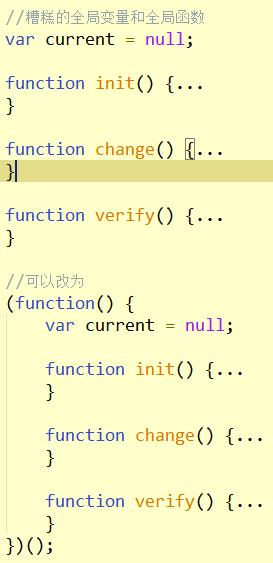 //糟糕的全局变量和全局函数
var current = null;
function init() {...
}
function change() {...
}
function verify() {...
}
//可以改为
(function() {
var current = null;
function init() {...
}
function change() {...
}
function verify() {...
}
})();